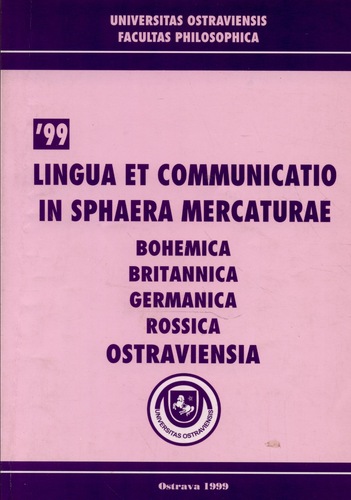 UNIVERSITAS OSTRAVIENSIS
FACULTAS PHILOSOPHICA
'99
LINGUA ET COMMUNICATIO
IN SPHAERA MERCATURAE
BOHEMICA
BRITANNICA
GERMANICA
ROSSICA
OSTRAVIENSIA
UNIVERSITAS OSTRAVIENSIS
Ostrava 1999